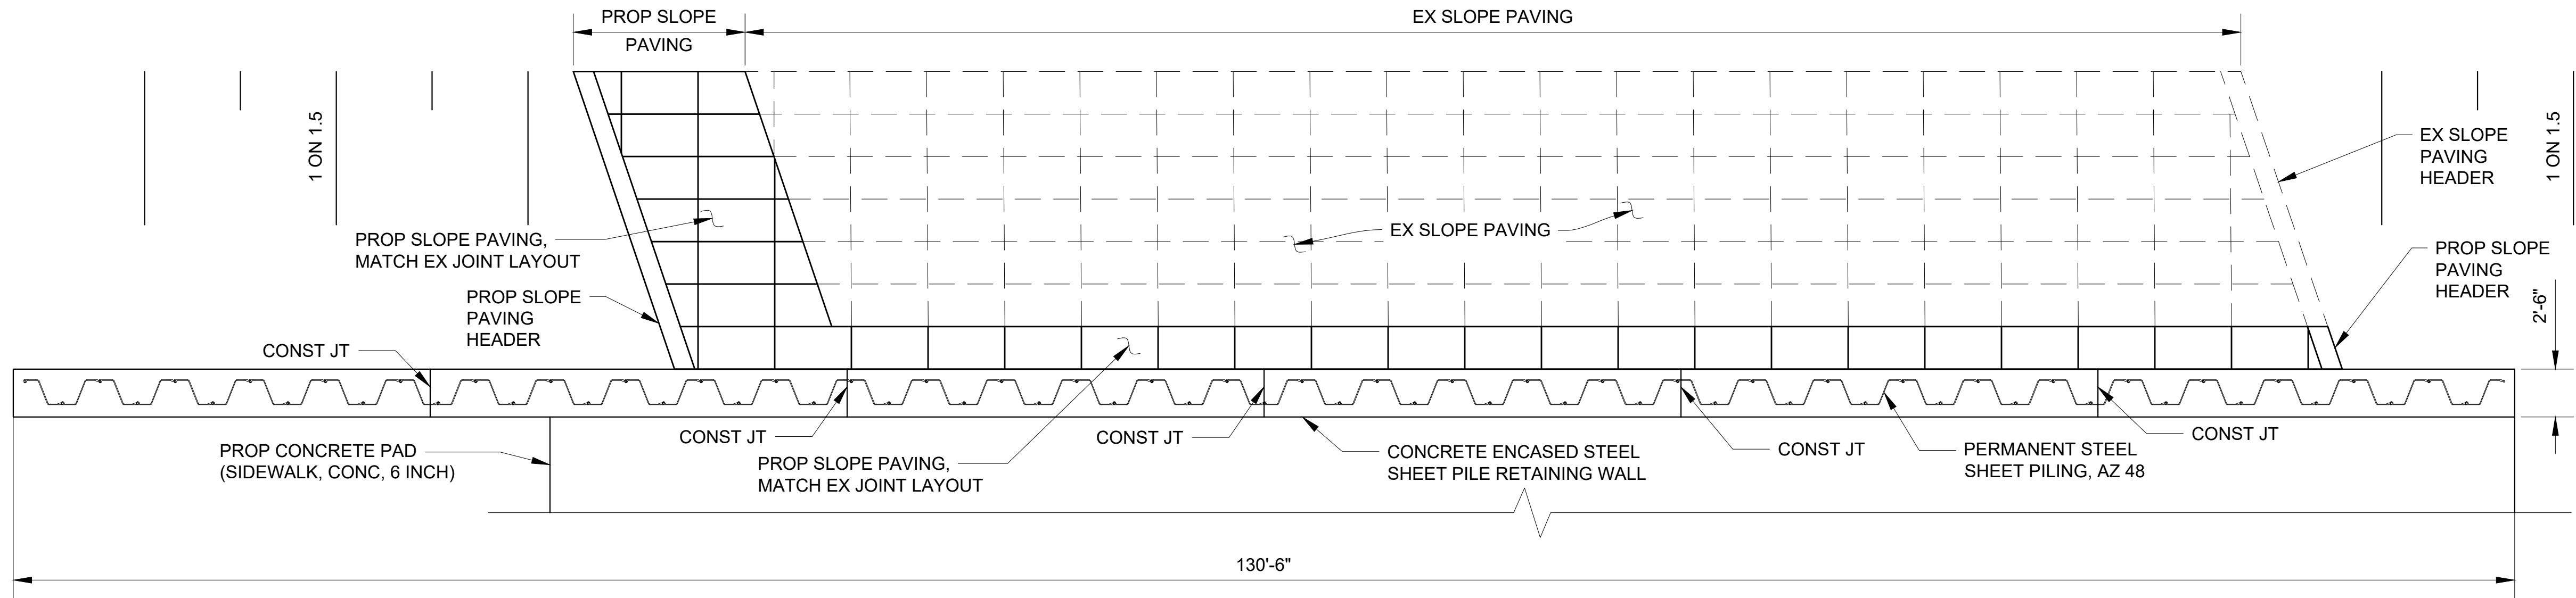 PROP SLOPE
PAVING
EX SLOPE PAVING
1 ON 1.5
1 ON 1.5
EX SLOPE
PAVING
HEADER
PROP SLOPE PAVING,
MATCH EX JOINT LAYOUT
EX SLOPE PAVING
PROP SLOPE
PAVING
HEADER
PROP SLOPE
PAVING
HEADER
2'-6"
CONST JT
CONST JT
CONST JT
CONST JT
CONST JT
PROP CONCRETE PAD
(SIDEWALK, CONC, 6 INCH)
PROP SLOPE PAVING,
MATCH EX JOINT LAYOUT
CONCRETE ENCASED STEEL
SHEET PILE RETAINING WALL
PERMANENT STEEL
SHEET PILING, AZ 48
130'-6"